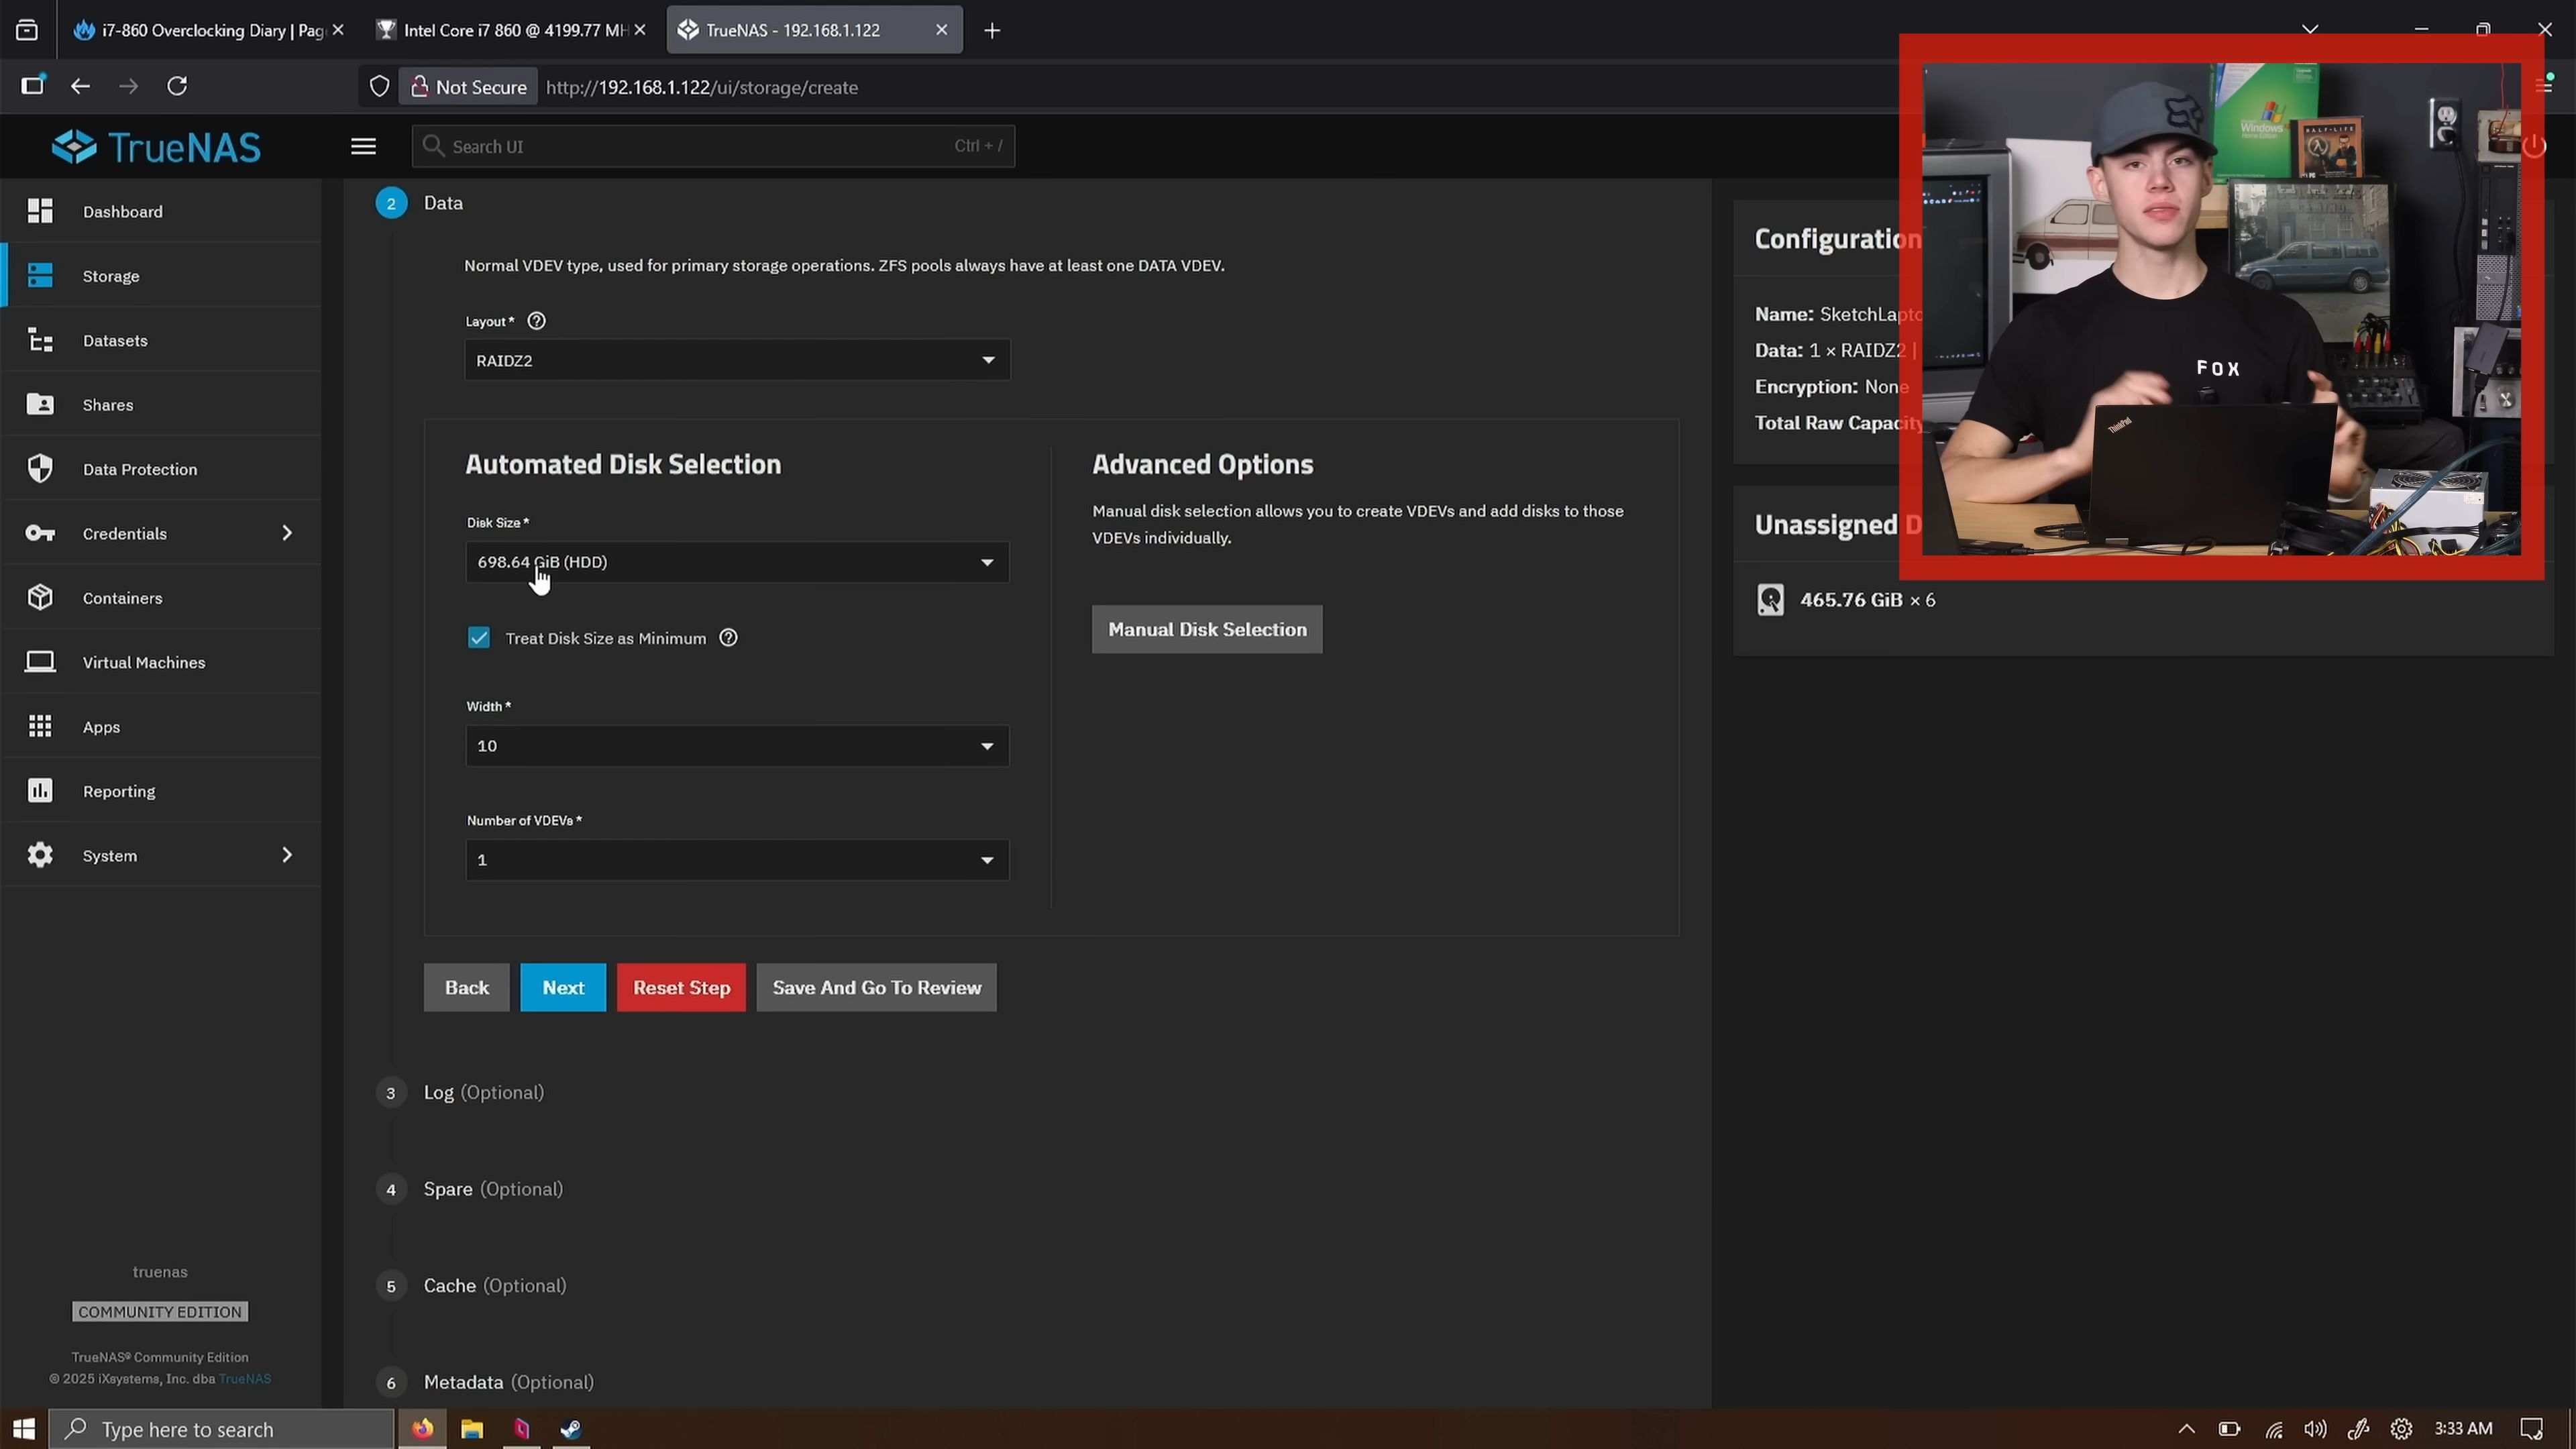 i7-860 Overclocking Diary | Pag
Intel Core i7 860 @ 4199.77 MH
TrueNAS - 192.168.1.122
Not Secure
http://192.168.1.122/ui/storage/create
TrueNAS
Search UI
Ctrl + /
Dashboard
Storage
Datasets
Shares
Data Protection
Credentials
Containers
Virtual Machines
Apps
Reporting
System
truenas
COMMUNITY EDITION
TrueNAS® Community Edition
© 2025 iXsystems, Inc. dba TrueNAS
2 Data
Normal VDEV type, used for primary storage operations. ZFS pools always have at least one DATA VDEV.
Layout *
RAIDZ2
Automated Disk Selection
Disk Size *
698.64 GiB (HDD)
Treat Disk Size as Minimum
Width *
10
Number of VDEVs *
1
Advanced Options
Manual disk selection allows you to create VDEVs and add disks to those
VDEVs individually.
Manual Disk Selection
Back
Next
Reset Step
Save And Go To Review
3 Log (Optional)
4 Spare (Optional)
5 Cache (Optional)
6 Metadata (Optional)
Configuration
Name: SketchLapto
Data: 1 × RAIDZ2 |
Encryption: None
Total Raw Capacity
Unassigned D
465.76 GiB × 6
Windows
HALF-LIFE
FOX
ThinkPad
Type here to search
3:33 AM